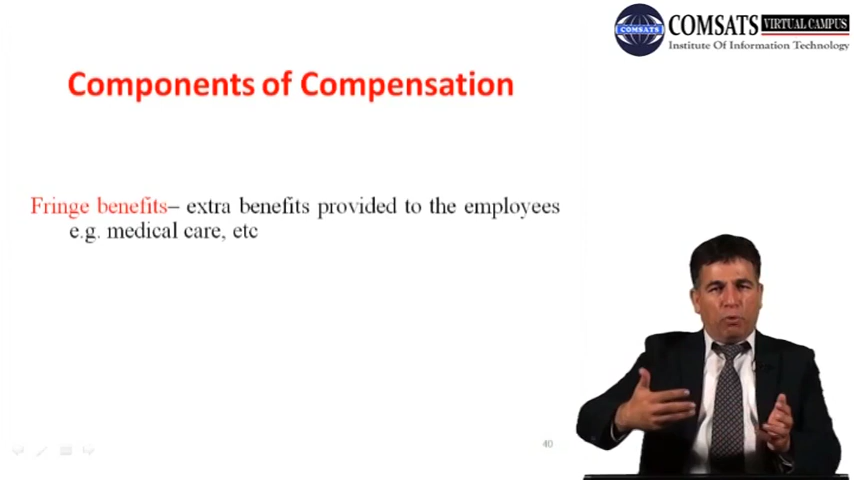 COMSATS VIRTUAL CAMPUS
COMSATS
Institute Of Information Technology
Components of Compensation
Fringe benefits– extra benefits provided to the employees
e.g. medical care, etc
40